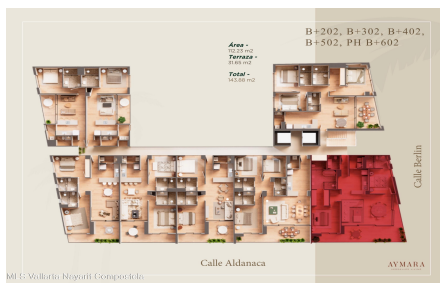 B+202, B+302, B+402,
B+502, PH B+602
Área -
112.23 m2
Terraza -
31.65 m2
Total -
143.88 m2
Calle Berlín
Calle Aldanaca
AYMARA
MLS Vallarta Nayarit Compostela